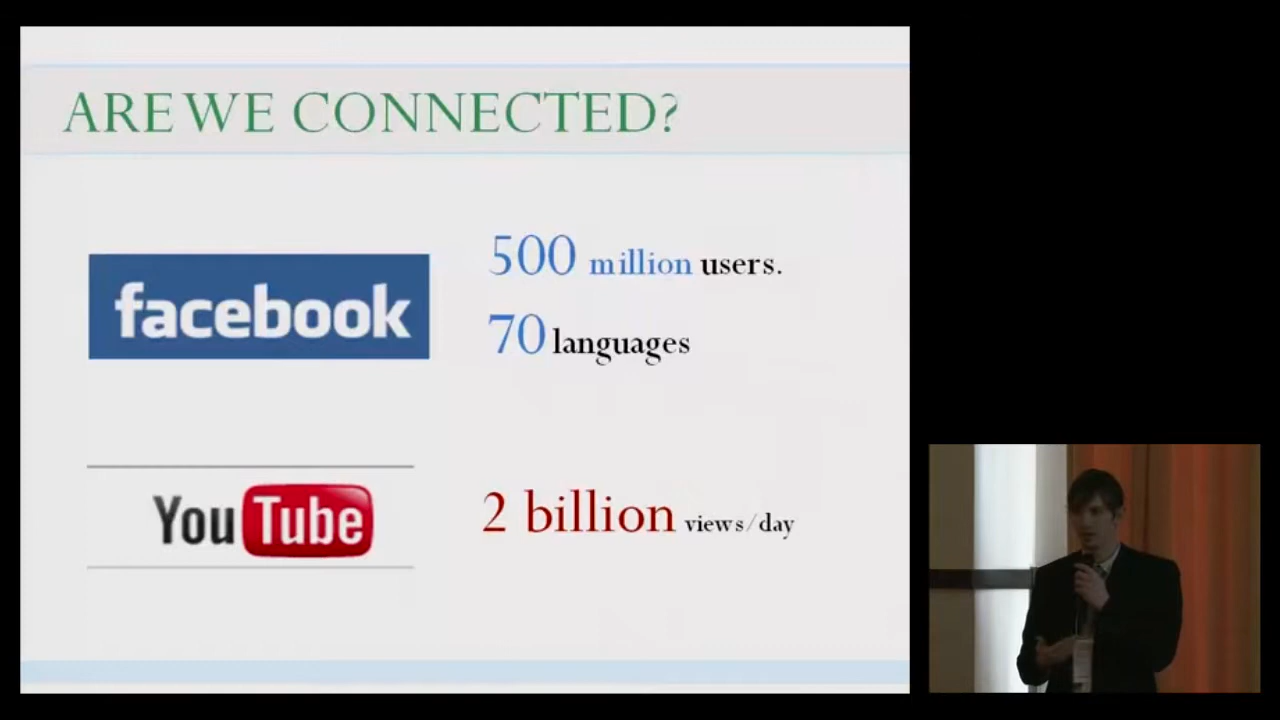 ARE WE CONNECTED?
facebook
500 million users.
70 languages
YouTube
2 billion views/day